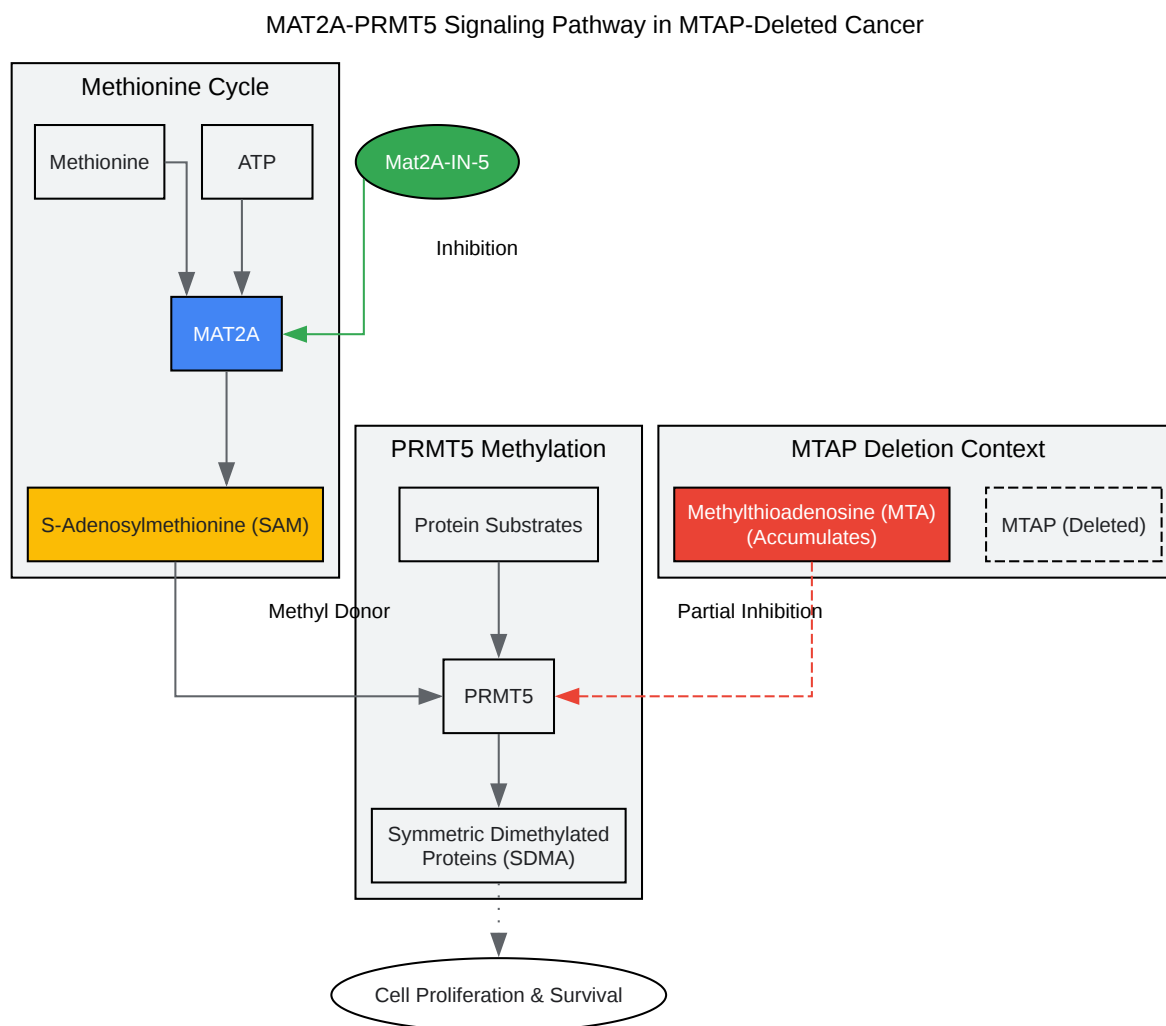 MAT2A-PRMT5 Signaling Pathway in MTAP-Deleted Cancer
Methionine Cycle
Methionine
ATP
Mat2A-IN-5
Inhibition
MAT2A
PRMT5 Methylation
MTAP Deletion Context
S-Adenosylmethionine (SAM)
Protein Substrates
Methylthioadenosine (MTA)
(Accumulates)
MTAP (Deleted)
Methyl Donor
Partial Inhibition
PRMT5
Symmetric Dimethylated
Proteins (SDMA)
Cell Proliferation & Survival